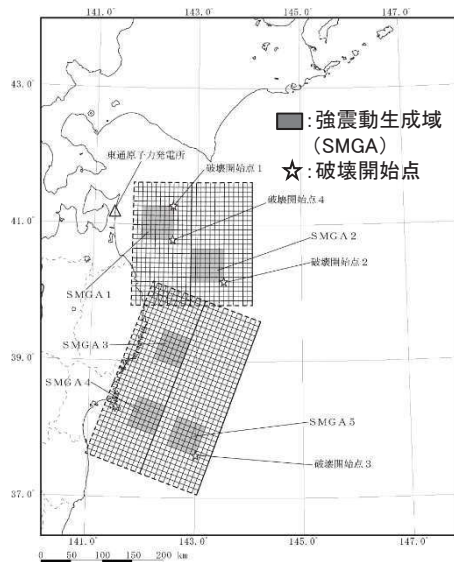 141.0°
143.0°
145.0°
147.0°
43.0°
■:強震動生成域
(SMGA)
☆:破壊開始点
東通原子力発電所
破壊開始点1
41.0°
破壊開始点4
SMGA2
SMGA1
破壊開始点2
SMGA3
39.0°
SMGA4
SMGA5
破壊開始点3
37.0°
141.0°
143.0°
145.0°
147.0°
0 50 100 150 200 km